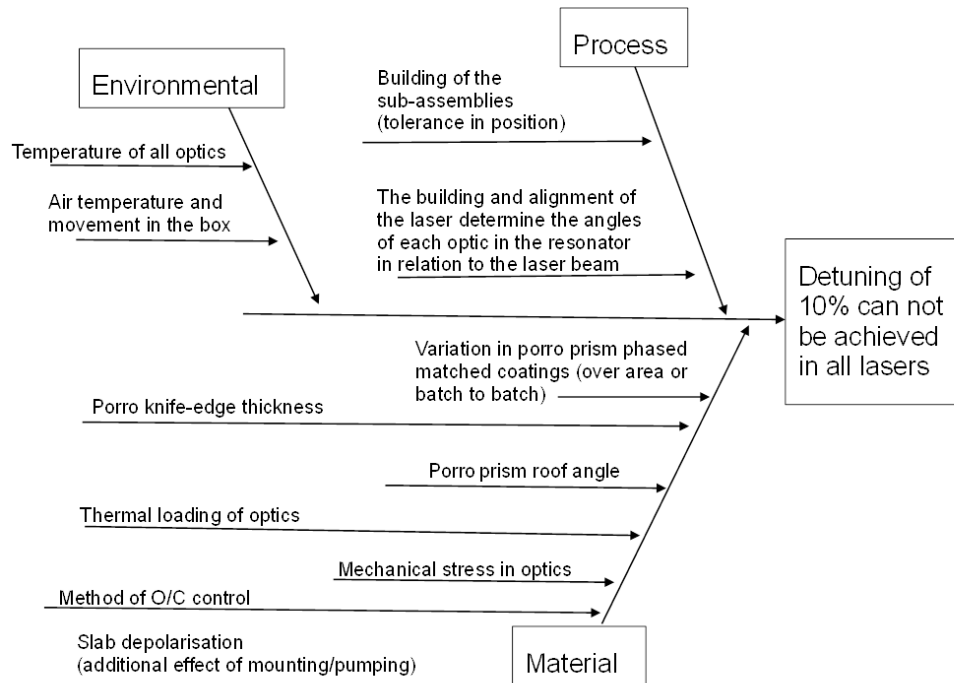 Process
Environmental
Building of the
sub-assemblies
(tolerance in position)
Temperature of all optics
Air temperature and
movement in the box
The building and alignment of
the laser determine the angles
of each optic in the resonator
in relation to the laser beam
Detuning of
10% can not
be achieved
in all lasers
Variation in porro prism phased
matched coatings (over area or
batch to batch)
Porro knife-edge thickness
Porro prism roof angle
Thermal loading of optics
Mechanical stress in optics
Method of O/C control
Slab depolarisation
(additional effect of mounting/pumping)
Material